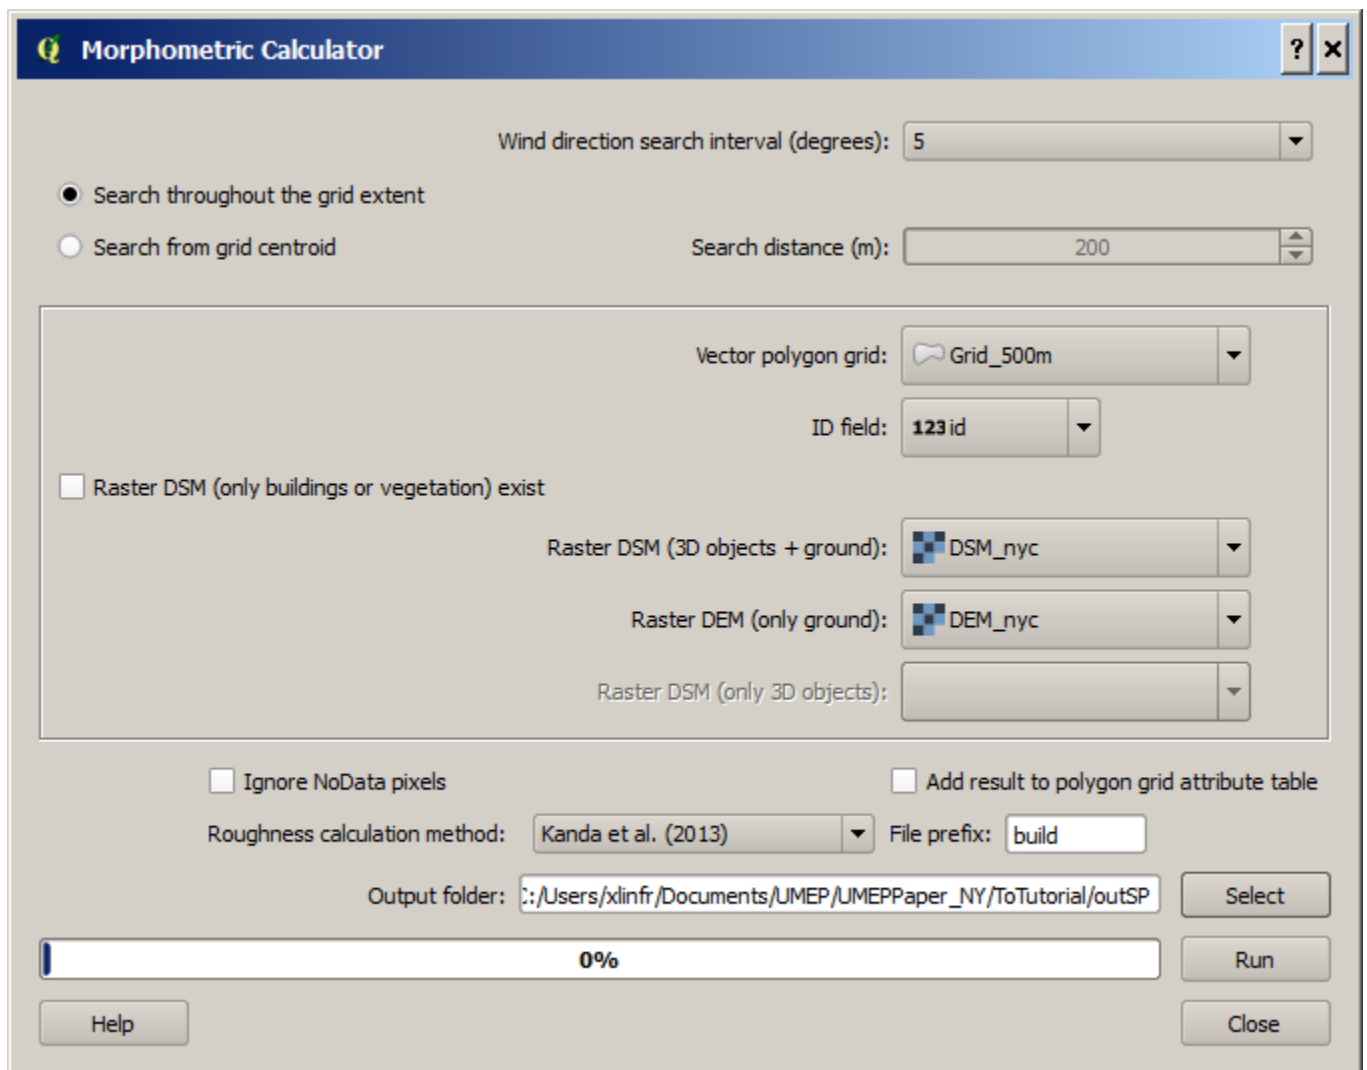 Morphometric Calculator
Wind direction search interval (degrees): 5
Search throughout the grid extent
Search from grid centroid Search distance (m): 200
Vector polygon grid: Grid_500m
ID field: 123 id
Raster DSM (only buildings or vegetation) exist
Raster DSM (3D objects + ground): DSM_nyc
Raster DEM (only ground): DEM_nyc
Raster DSM (only 3D objects):
Ignore NoData pixels Add result to polygon grid attribute table
Roughness calculation method: Kanda et al. (2013) File prefix: build
Output folder: :/Users/xlinfr/Documents/UMEP/UMEPPaper_NY/ToTutorial/outSP Select
0% Run
Help Close